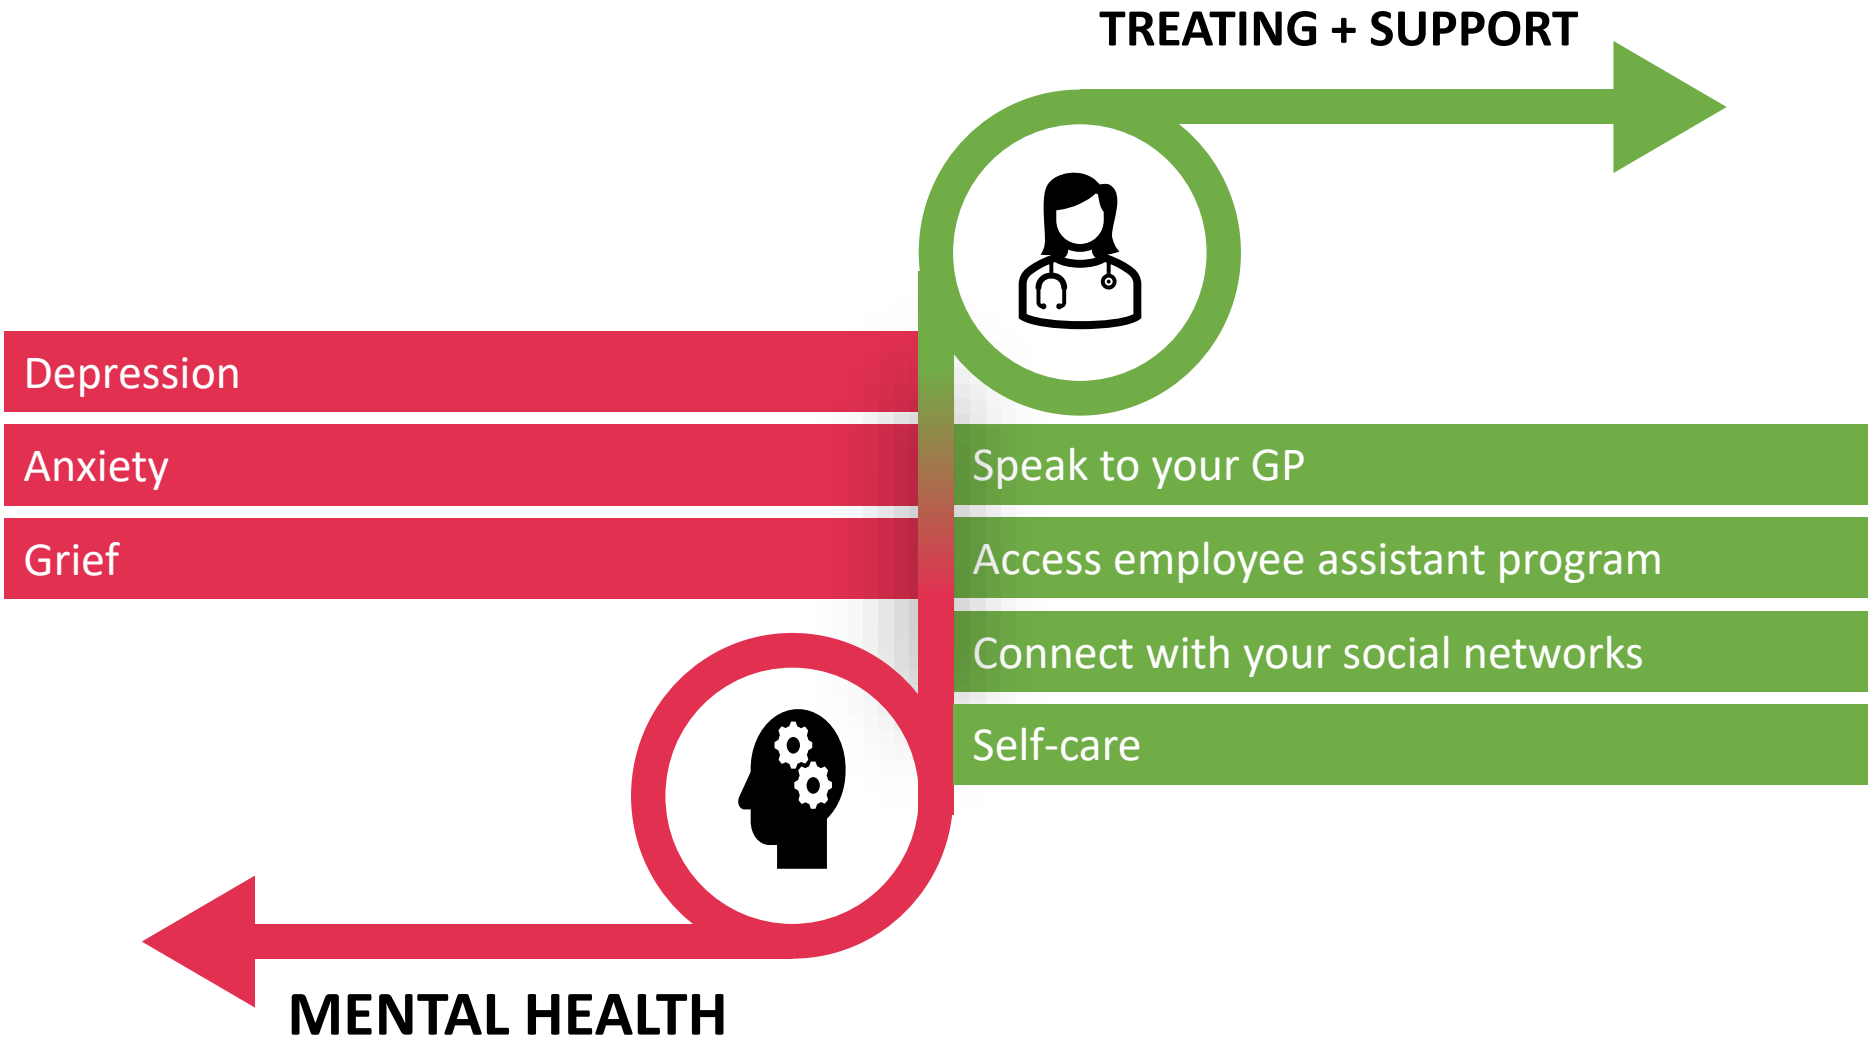 TREATING + SUPPORT
Depression
Anxiety
Grief
Speak to your GP
Access employee assistant program
Connect with your social networks
Self-care
MENTAL HEALTH